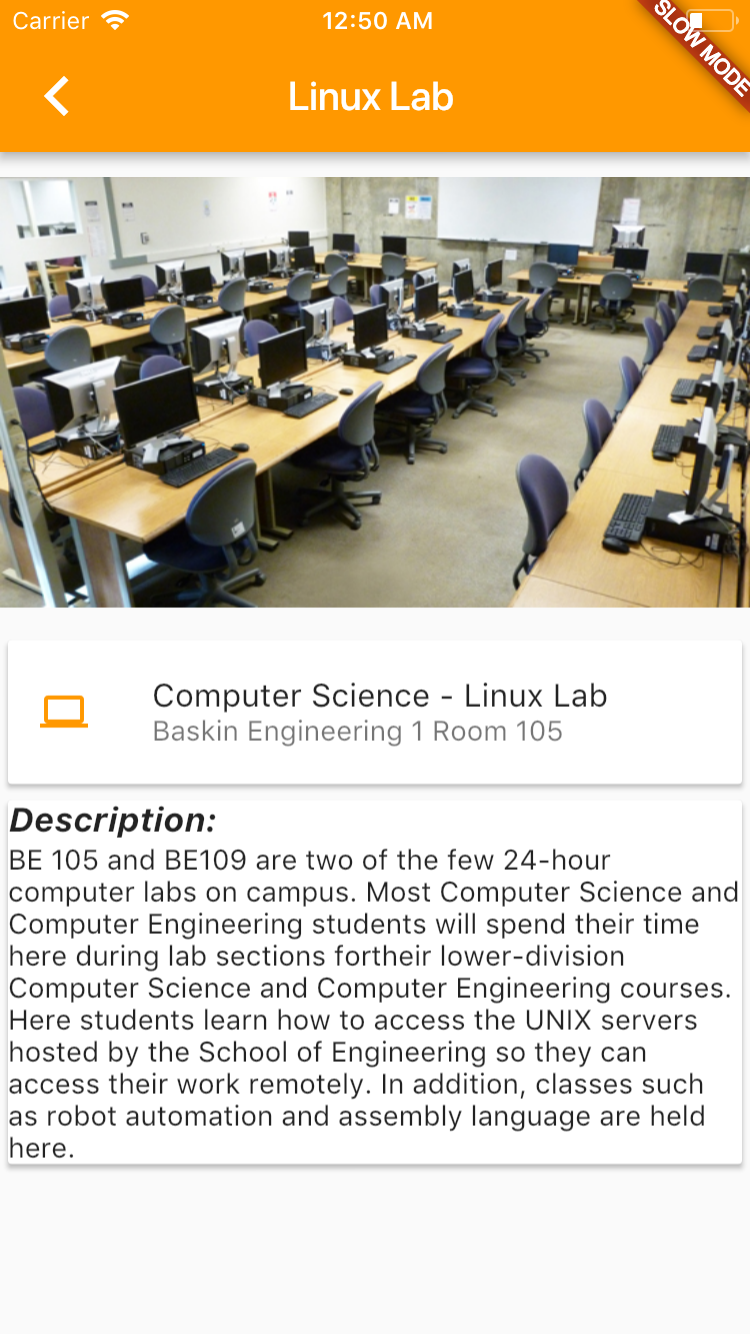 Carrier 12:50 AM
SLOW MODE
Linux Lab
Computer Science - Linux Lab
Baskin Engineering 1 Room 105
Description:
BE 105 and BE109 are two of the few 24-hour
computer labs on campus. Most Computer Science and
Computer Engineering students will spend their time
here during lab sections fortheir lower-division
Computer Science and Computer Engineering courses.
Here students learn how to access the UNIX servers
hosted by the School of Engineering so they can
access their work remotely. In addition, classes such
as robot automation and assembly language are held
here.